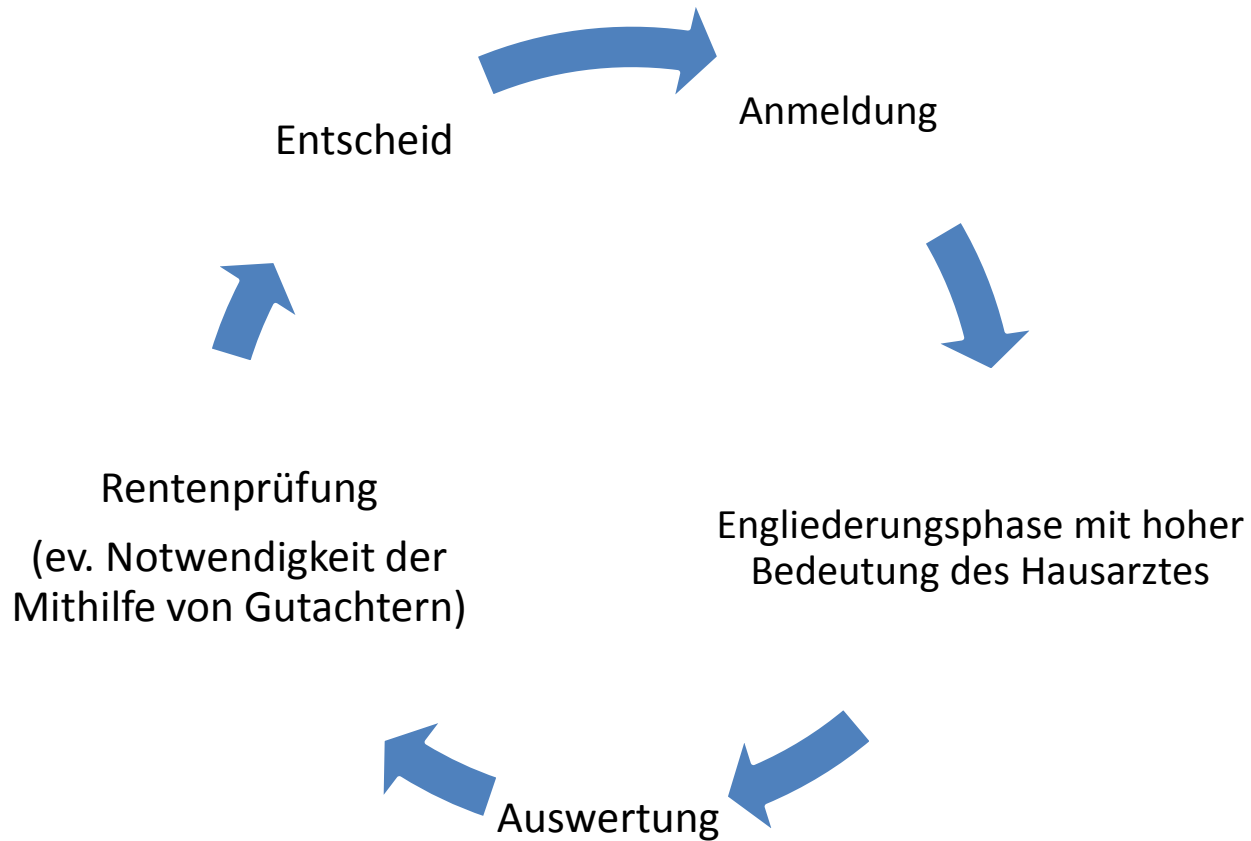 Entscheid
Anmeldung
Engliederungsphase mit hoher
Bedeutung des Hausarztes
Auswertung
Rentenprüfung
(ev. Notwendigkeit der
Mithilfe von Gutachtern)